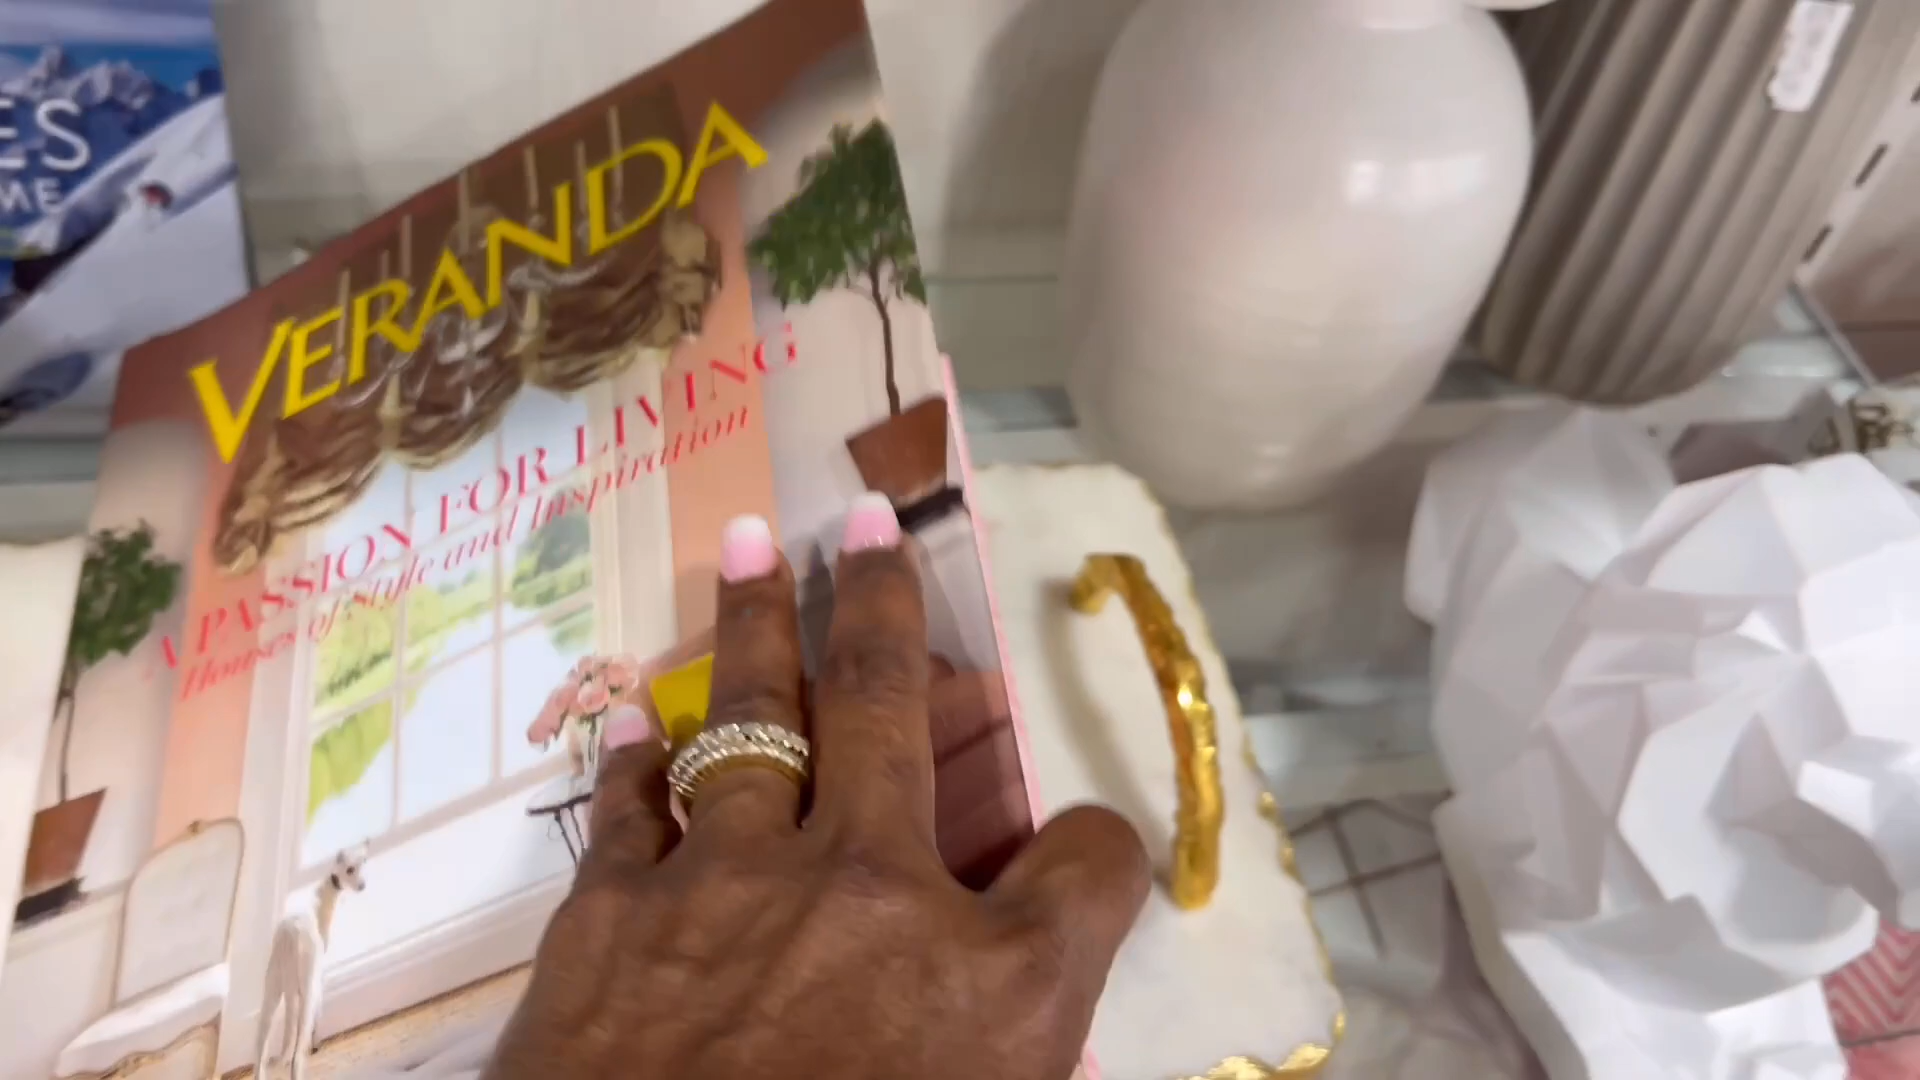 ES
ME
VERANDA
A PASSION FOR LIVING
Houses of Style and Inspiration